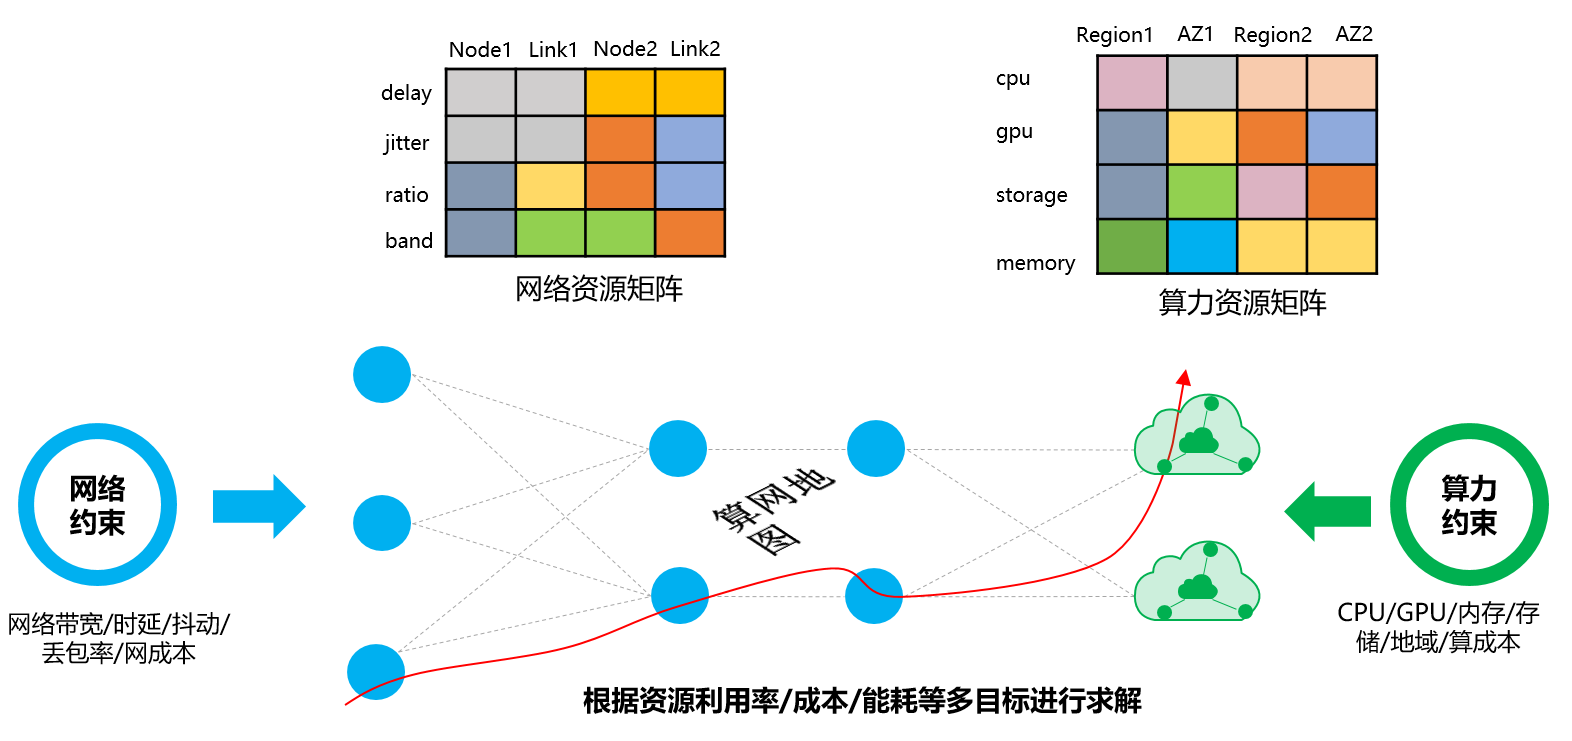 Node1 Link1 Node2 Link2
delay
jitter
ratio
band
网络资源矩阵
Region1 AZ1 Region2 AZ2
cpu
gpu
storage
memory
算力资源矩阵
网络
约束
网络带宽/时延/抖动/
丢包率/网成本
算网地
图
算力
约束
CPU/GPU/内存/存
储/地域/算成本
根据资源利用率/成本/能耗等多目标进行求解